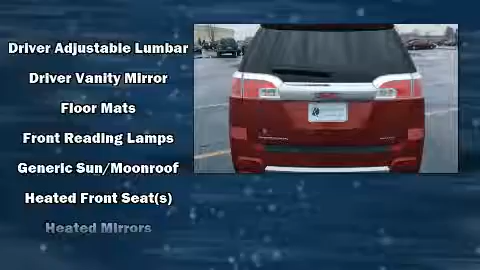 Driver Adjustable Lumbar
Driver Vanity Mirror
Floor Mats
Front Reading Lamps
Generic Sun/Moonroof
Heated Front Seat(s)
Heated Mirrors